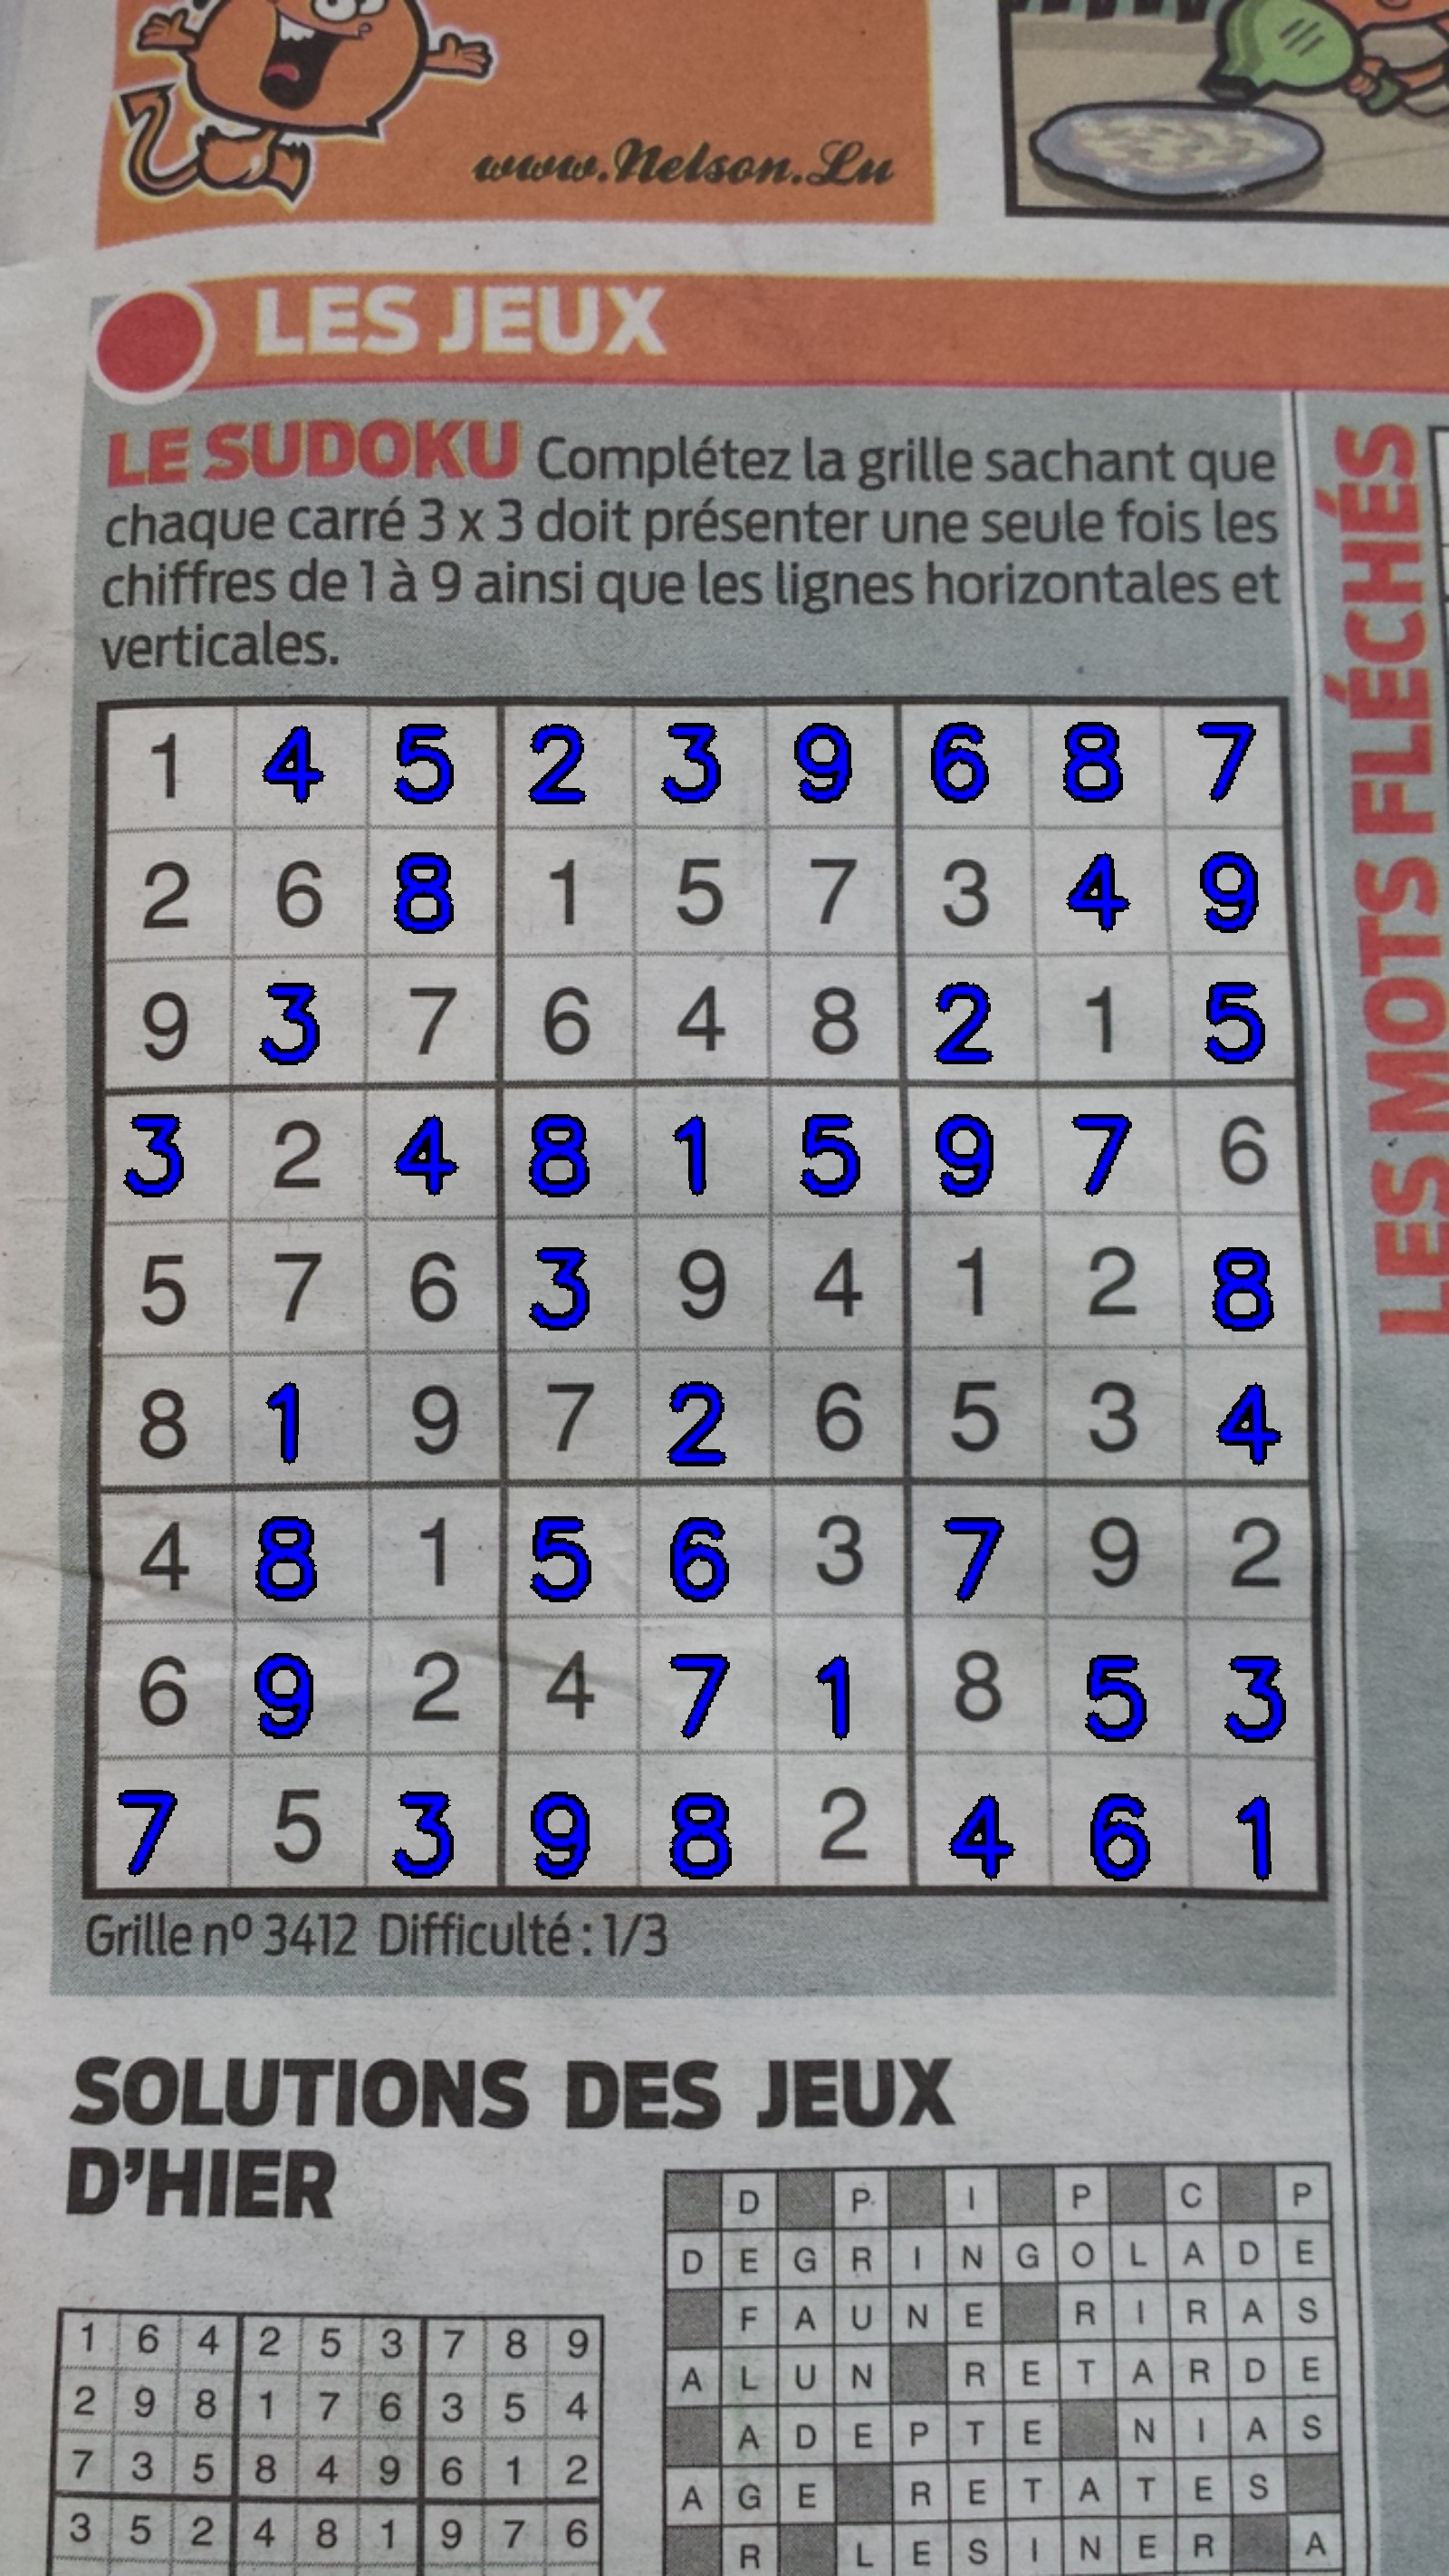 www.Nelson.Lu
LES JEUX
LE SUDOKU Complétez la grille sachant que
chaque carré 3 x 3 doit présenter une seule fois les
chiffres de 1 à 9 ainsi que les lignes horizontales et
verticales.
1 4 5 2 3 9 6 8 7
2 6 8 1 5 7 3 4 9
9 3 7 6 4 8 2 1 5
3 2 4 8 1 5 9 7 6
5 7 6 3 9 4 1 2 8
8 1 9 7 2 6 5 3 4
4 8 1 5 6 3 7 9 2
6 9 2 4 7 1 8 5 3
7 5 3 9 8 2 4 6 1
Grille nº 3412 Difficulté : 1/3
LES MOTS FLÉCHÉS
SOLUTIONS DES JEUX
D'HIER
1 6 4 2 5 3 7 8 9
2 9 8 1 7 6 3 5 4
7 3 5 8 4 9 6 1 2
3 5 2 4 8 1 9 7 6
D P I P C P
D E G R I N G O L A D E
F A U N E R I R A S
A L U N R E T A R D E
A D E P T E N I A S
A G E R E T A T E S
R L E S I N E R A